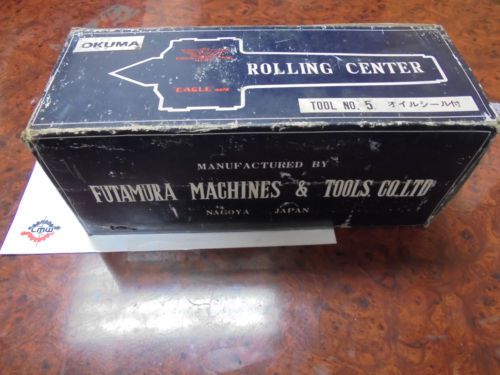 OKUMA
EAGLE
ROLLING CENTER
TOOL NO. 5 オイルシール付
MANUFACTURED BY
FUTAMURA MACHINES & TOOLS. CO.LTD
NAGOYA JAPAN
CMW